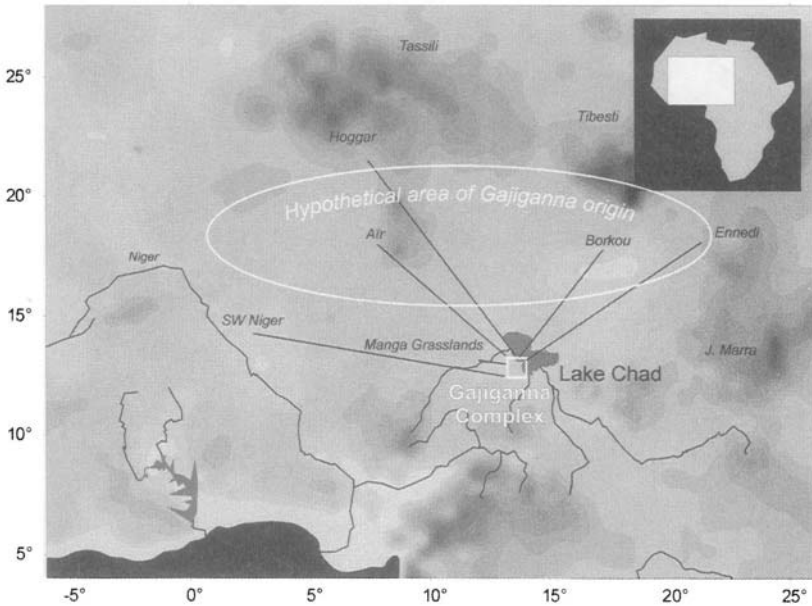 Tassili
25°
Tibesti
Hoggar
20°
Hypothetical area of Gajiganna origin
Aïr
Borkou
Ennedi
Niger
15°
SW Niger
Manga Grasslands
J. Marra
Lake Chad
Gajiganna
Complex
10°
5°
-5°
0°
5°
10°
15°
20°
25°